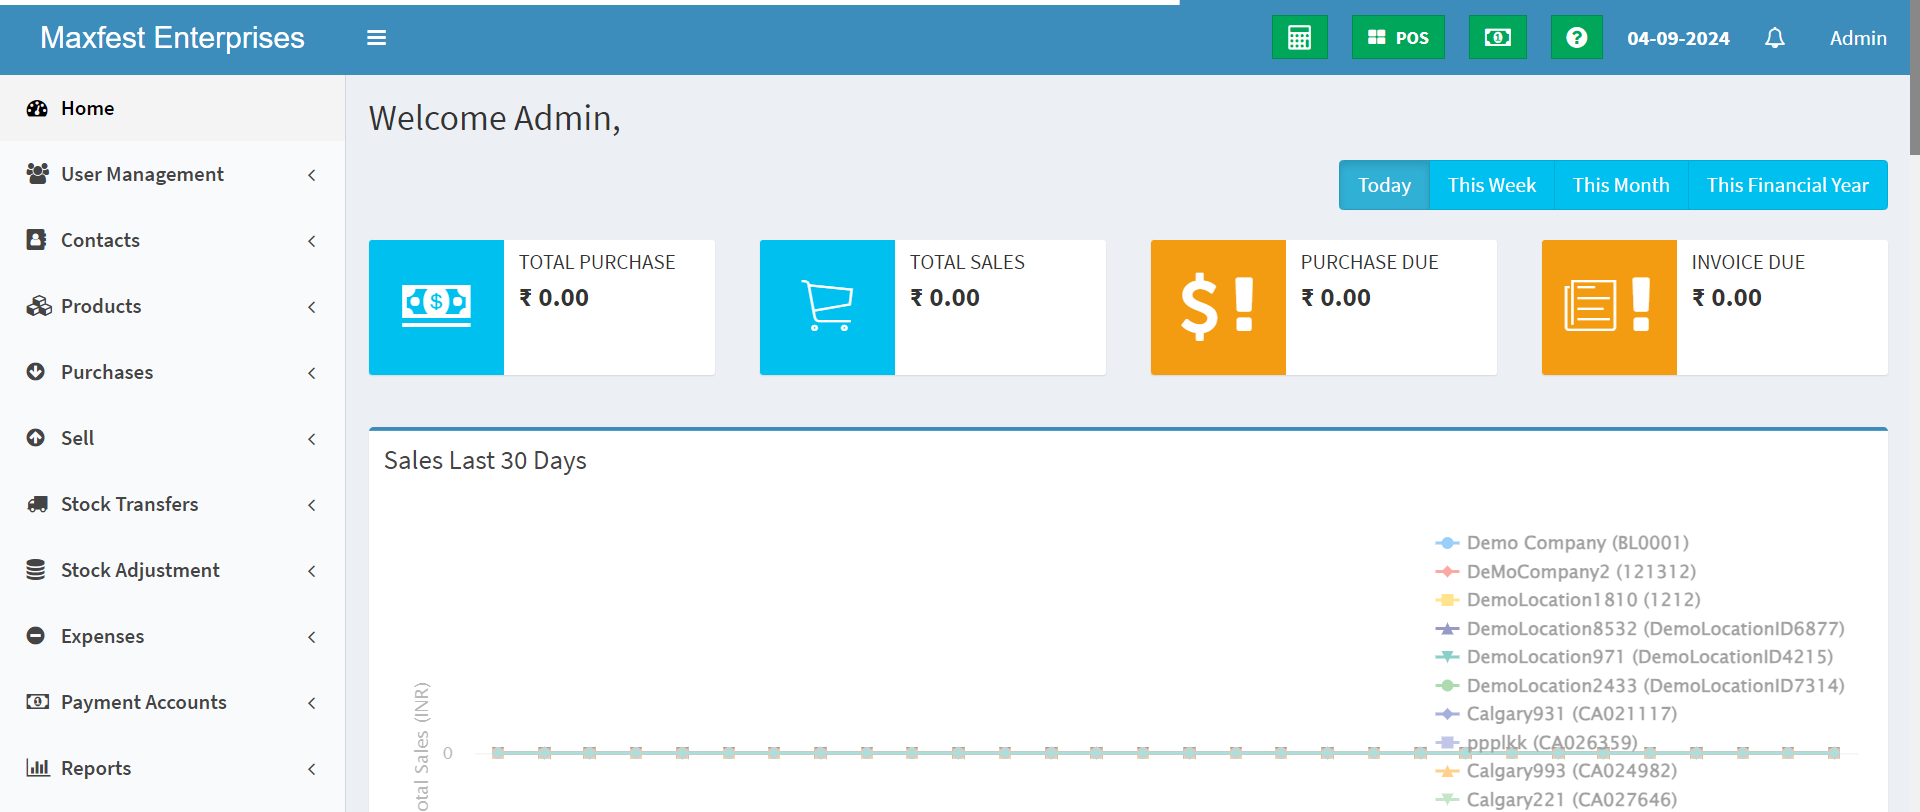 Maxfest Enterprises
POS
04-09-2024
Admin
Home
User Management
Contacts
Products
Purchases
Sell
Stock Transfers
Stock Adjustment
Expenses
Payment Accounts
Reports
Welcome Admin,
Today This Week This Month This Financial Year
TOTAL PURCHASE
₹ 0.00
TOTAL SALES
₹ 0.00
PURCHASE DUE
₹ 0.00
INVOICE DUE
₹ 0.00
Sales Last 30 Days
Demo Company (BL0001)
DeMoCompany2 (121312)
DemoLocation1810 (1212)
DemoLocation8532 (DemoLocationID6877)
DemoLocation971 (DemoLocationID4215)
DemoLocation2433 (DemoLocationID7314)
Calgary931 (CA021117)
ppplkk (CA026359)
Calgary993 (CA024982)
Calgary221 (CA027646)
Sales (INR)
0